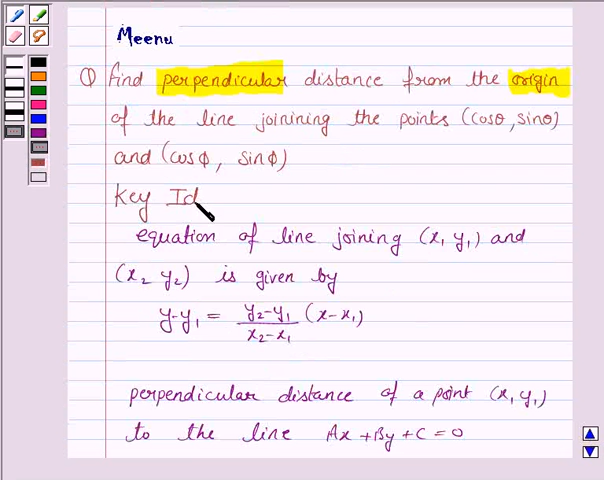 Meenu
Q find perpendicular distance from the origin
of the line joinining the points (cosθ, sinθ)
and (cosΦ, sinΦ)
Key Id
equation of line joining (x₁ y₁) and
(x₂ y₂) is given by
y-y₁ = y₂-y₁/x₂-x₁ (x-x₁)
perpendicular distance of a point (x₁ y₁)
to the line Ax+By+C=0